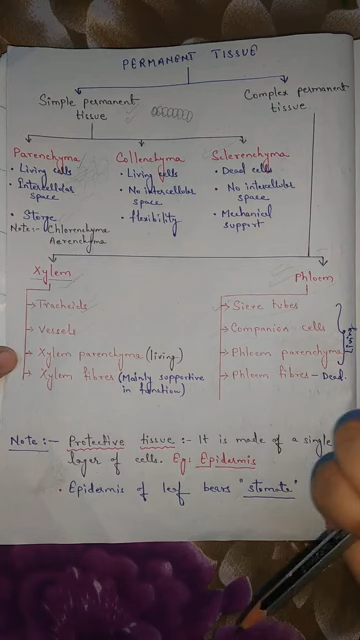 PERMANENT TISSUE
Simple permanent
tissue
Complex permanent
tissue
Parenchyma
• Living cells
• Intercellular
space
• Storge
Note:- Chlorenchyma
Aerenchyma
Collenchyma
• Living cells
• No intercellular
space
• flexibility
Sclerenchyma
• Dead cells
• No intercellular
space
• Mechanical
support
Xylem
Tracheids
Vessels
Xylem parenchyma (living)
Xylem fibres (Mainly supportive
in function)
Phloem
Sieve tubes
Companion cells
Phloem parenchyma
Phloem fibres - Dead.
Living
Note:- Protective tissue:- It is made of a single
layer of cells. Eg: Epidermis
• Epidermis of leaf bears "stomata"